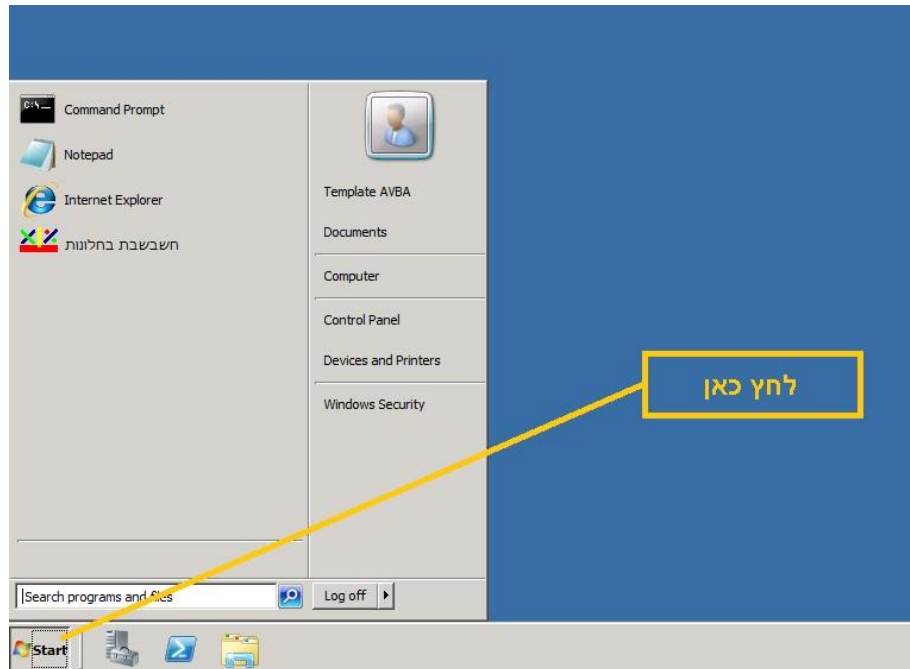 Command Prompt
Notepad
Internet Explorer
חשבשבת בחלונות
Template AVBA
Documents
Computer
Control Panel
Devices and Printers
Windows Security
לחץ כאן
Search programs and files
Log off
Start